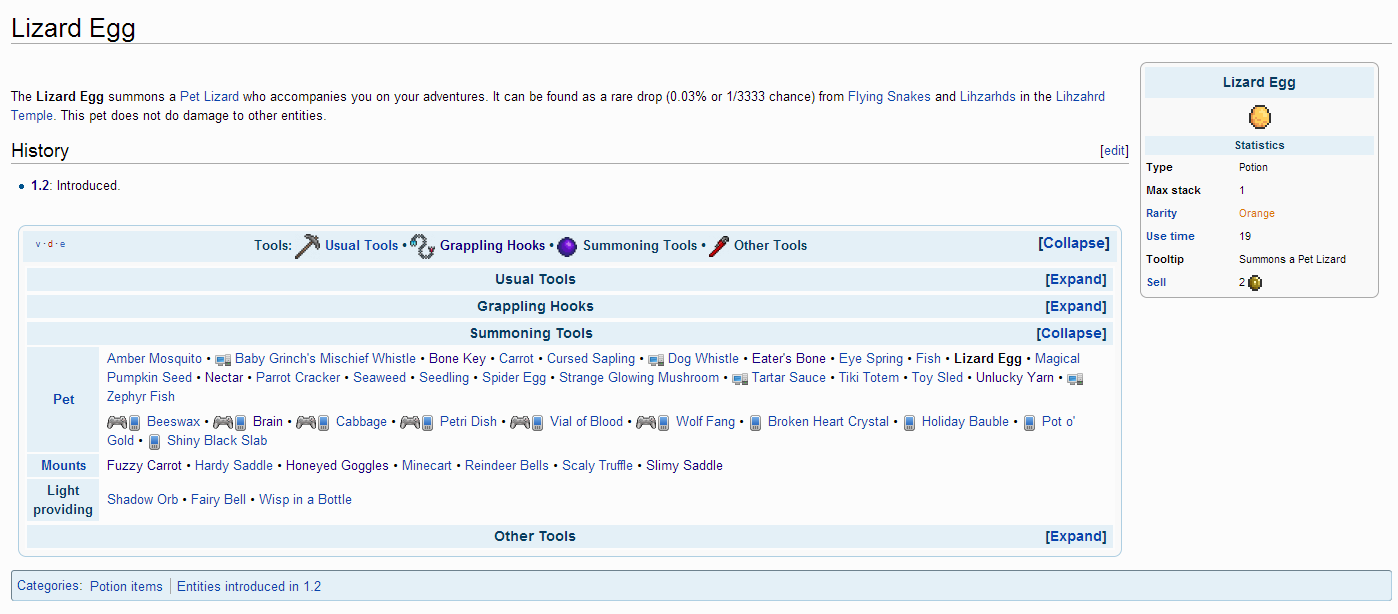 Lizard Egg
The Lizard Egg summons a Pet Lizard who accompanies you on your adventures. It can be found as a rare drop (0.03% or 1/3333 chance) from Flying Snakes and Lihzarhds in the Lihzahrd
Temple. This pet does not do damage to other entities.
History [edit]
• 1.2: Introduced.
Lizard Egg
Statistics
Type Potion
Max stack 1
Rarity Orange
Use time 19
Tooltip Summons a Pet Lizard
Sell 2
v · d · e Tools: Usual Tools • Grappling Hooks • Summoning Tools • Other Tools [Collapse]
Usual Tools [Expand]
Grappling Hooks [Expand]
Summoning Tools [Collapse]
Pet
Amber Mosquito • Baby Grinch's Mischief Whistle • Bone Key • Carrot • Cursed Sapling • Dog Whistle • Eater's Bone • Eye Spring • Fish • Lizard Egg • Magical
Pumpkin Seed • Nectar • Parrot Cracker • Seaweed • Seedling • Spider Egg • Strange Glowing Mushroom • Tartar Sauce • Tiki Totem • Toy Sled • Unlucky Yarn •
Zephyr Fish
Beeswax • Brain • Cabbage • Petri Dish • Vial of Blood • Wolf Fang • Broken Heart Crystal • Holiday Bauble • Pot o'
Gold • Shiny Black Slab
Mounts Fuzzy Carrot • Hardy Saddle • Honeyed Goggles • Minecart • Reindeer Bells • Scaly Truffle • Slimy Saddle
Light
providing
Shadow Orb • Fairy Bell • Wisp in a Bottle
Other Tools [Expand]
Categories: Potion items | Entities introduced in 1.2